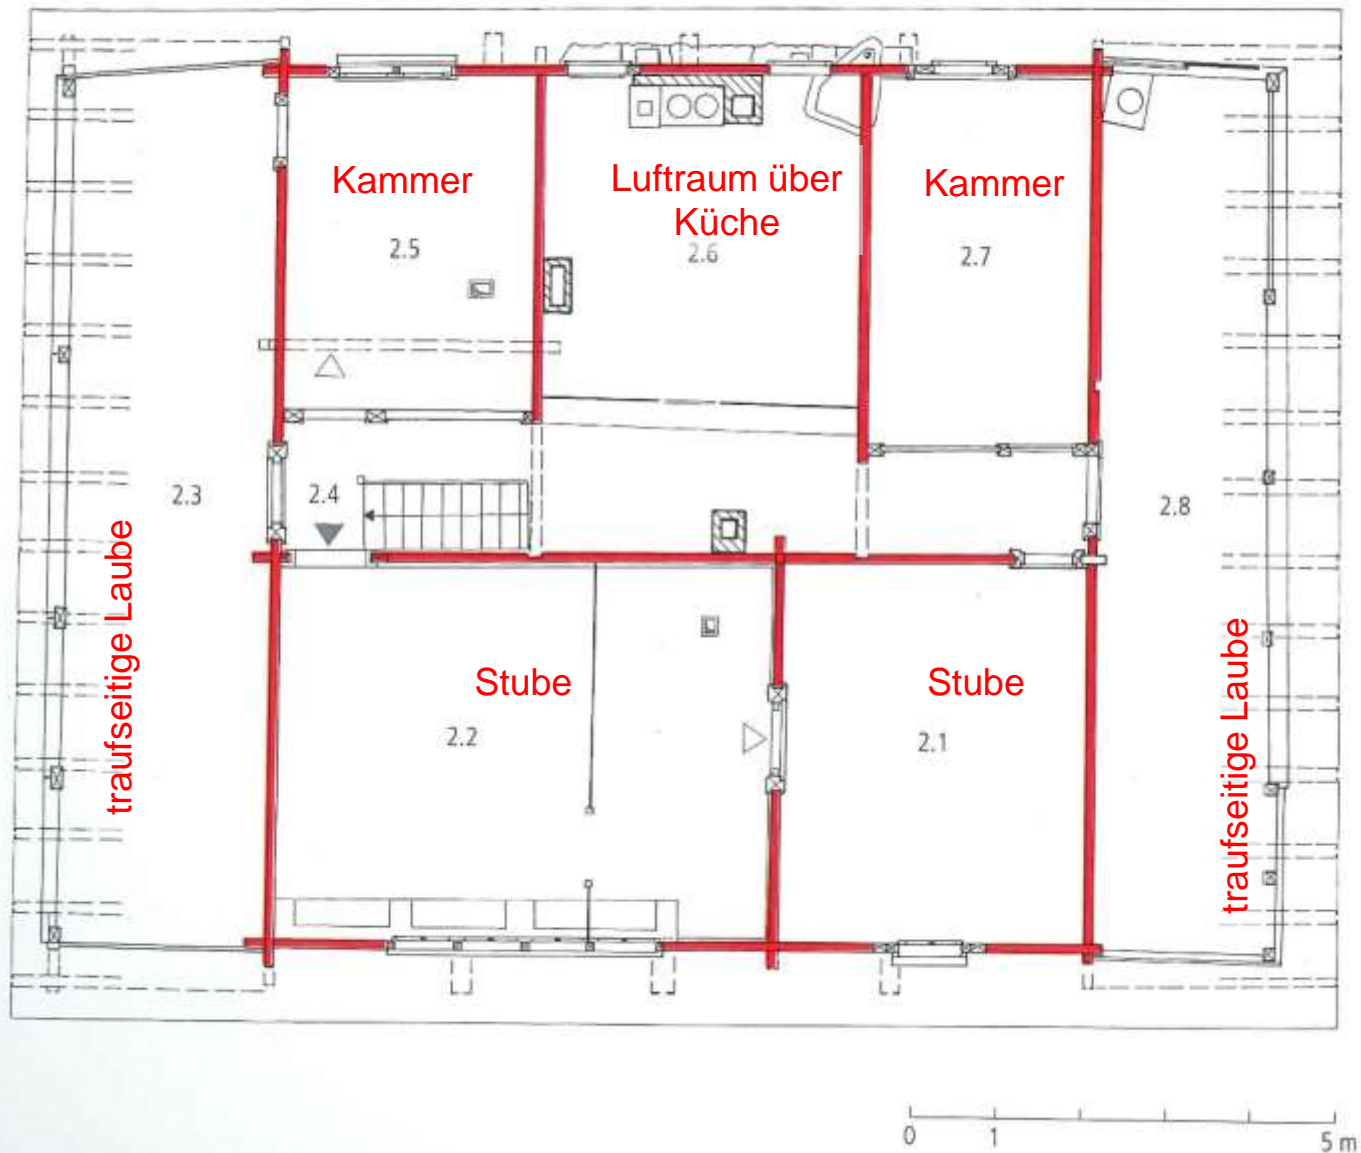 Kammer
2.5
Luftraum über
Küche
2.6
Kammer
2.7
2.3
2.4
2.8
traufseitige Laube
Stube
2.2
Stube
2.1
traufseitige Laube
0 1 5 m